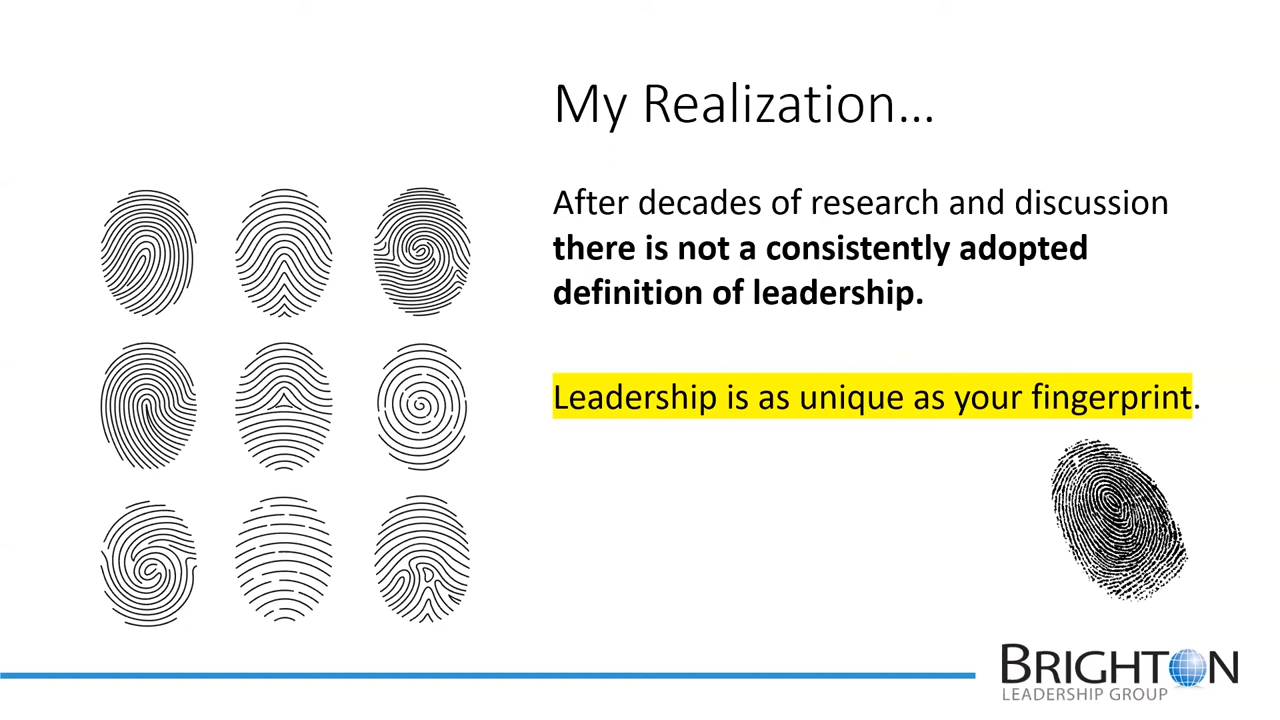 My Realization...
After decades of research and discussion
there is not a consistently adopted
definition of leadership.
Leadership is as unique as your fingerprint.
BRIGHTON
LEADERSHIP GROUP